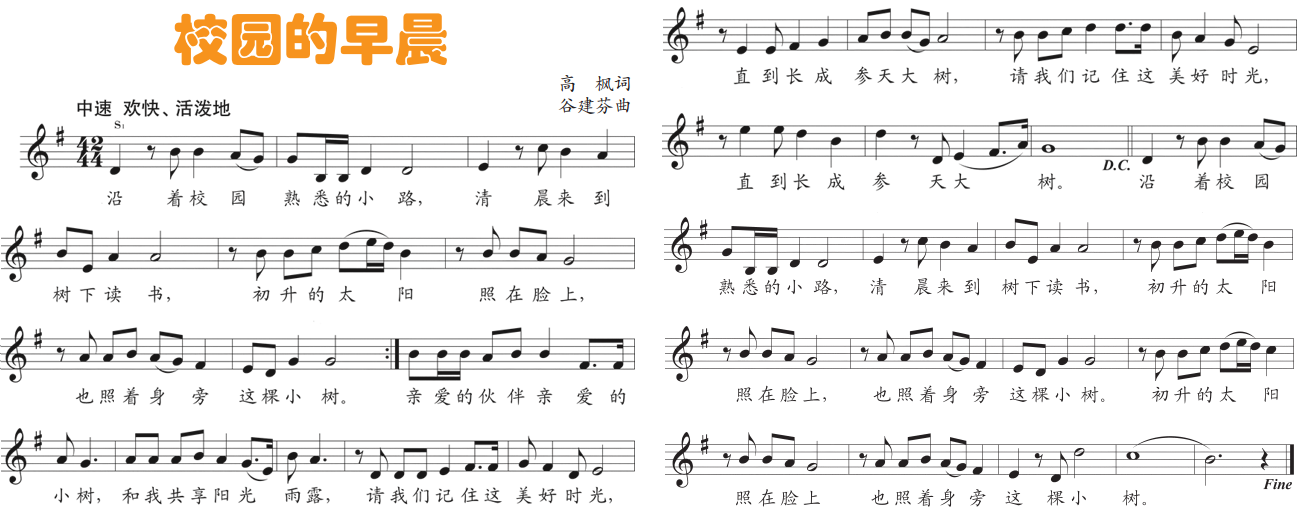 校园的早晨
高 枫词
谷建芬曲
中速 欢快、活泼地
S:
4 2
4 4
沿 着校 园 熟悉的小 路, 清 晨来 到
树下读 书, 初升的太 阳 照在脸上,
也照着身 旁 这棵小 树。 亲爱的伙伴亲 爱的
小树, 和我共享阳光 雨露, 请我们记住这 美好时光,
直到长成 参天大 树, 请我们记住这 美好时光,
D.C.
直到长成 参 天大 树。 沿 着校 园
熟悉的小 路, 清 晨来到 树下读书, 初升的太 阳
照在脸上, 也照着身旁 这棵小 树。 初升的太 阳
Fine
照在脸上 也照着身旁 这 棵小 树。